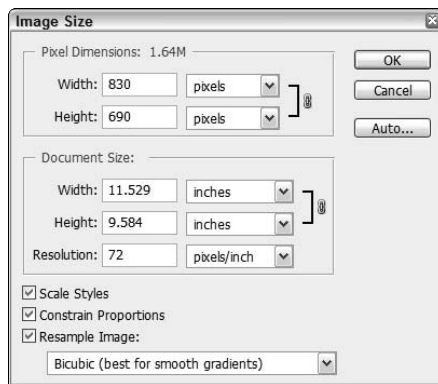 Image Size
Pixel Dimensions: 1.64M
OK
Width: 830 pixels
Cancel
Height: 690 pixels
Auto...
Document Size:
Width: 11.529 inches
Height: 9.584 inches
Resolution: 72 pixels/inch
Scale Styles
Constrain Proportions
Resample Image:
Bicubic (best for smooth gradients)